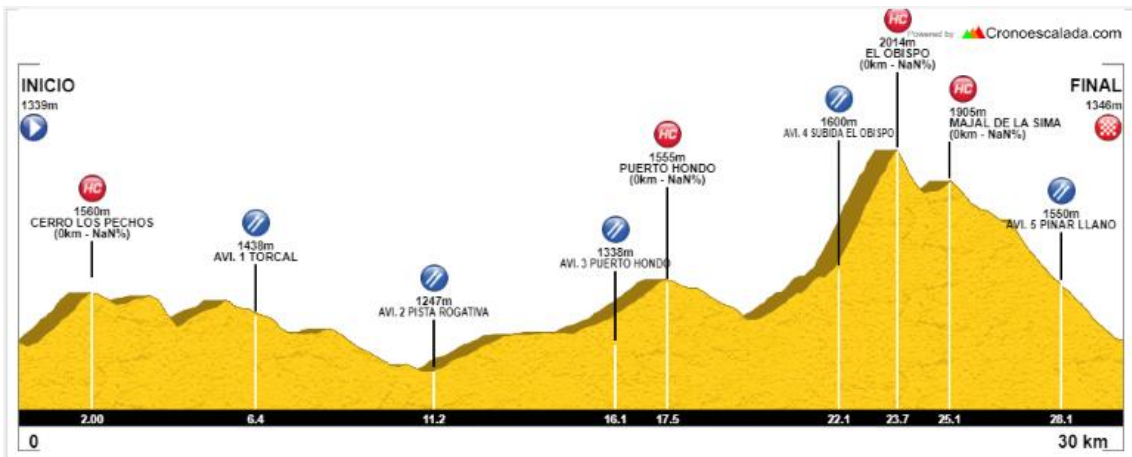 HC
Powered by Cronoescalada.com
2014m
EL OBISPO
(0km - NaN%)
INICIO
1339m
FINAL
1346m
HC
1905m
MAJAL DE LA SIMA
(0km - NaN%)
1600m
AVI. 4 SUBIDA EL OBISPO
HC
1555m
PUERTO HONDO
(0km - NaN%)
HC
1560m
CERRO LOS PECHOS
(0km - NaN%)
1438m
AVI. 1 TORCAL
1338m
AVI. 3 PUERTO HONDO
1550m
AVI. 5 PINAR LLANO
1247m
AVI. 2 PISTA ROGATIVA
2.00 6.4 11.2 16.1 17.5 22.1 23.7 25.1 28.1
0 30 km